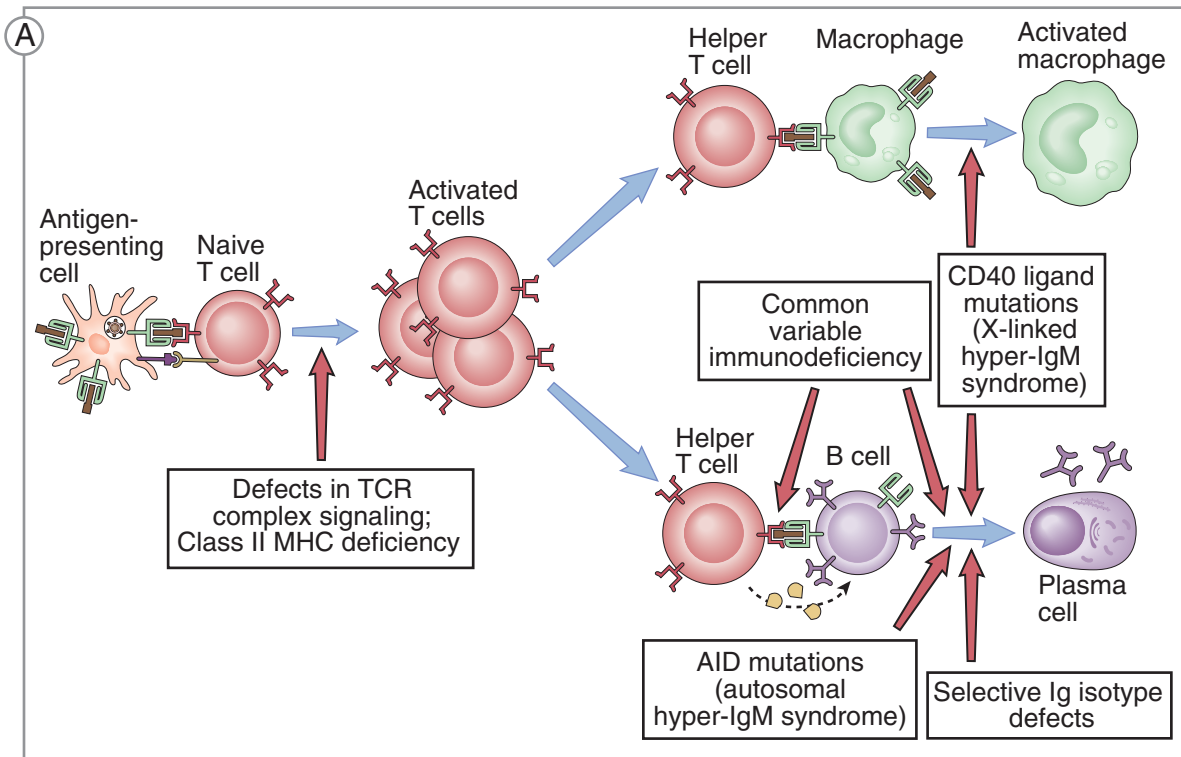 A
Antigen-
presenting
cell
Naive
T cell
Activated
T cells
Helper
T cell
Macrophage
Activated
macrophage
Common
variable
immunodeficiency
CD40 ligand
mutations
(X-linked
hyper-IgM
syndrome)
Defects in TCR
complex signaling;
Class II MHC deficiency
Helper
T cell
B cell
Plasma
cell
AID mutations
(autosomal
hyper-IgM syndrome)
Selective Ig isotype
defects